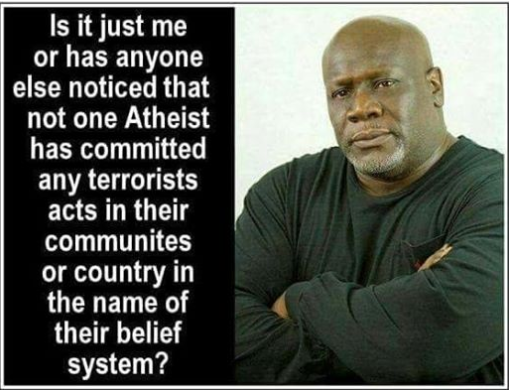 Is it just me
or has anyone
else noticed that
not one Atheist
has committed
any terrorists
acts in their
communites
or country in
the name of
their belief
system?